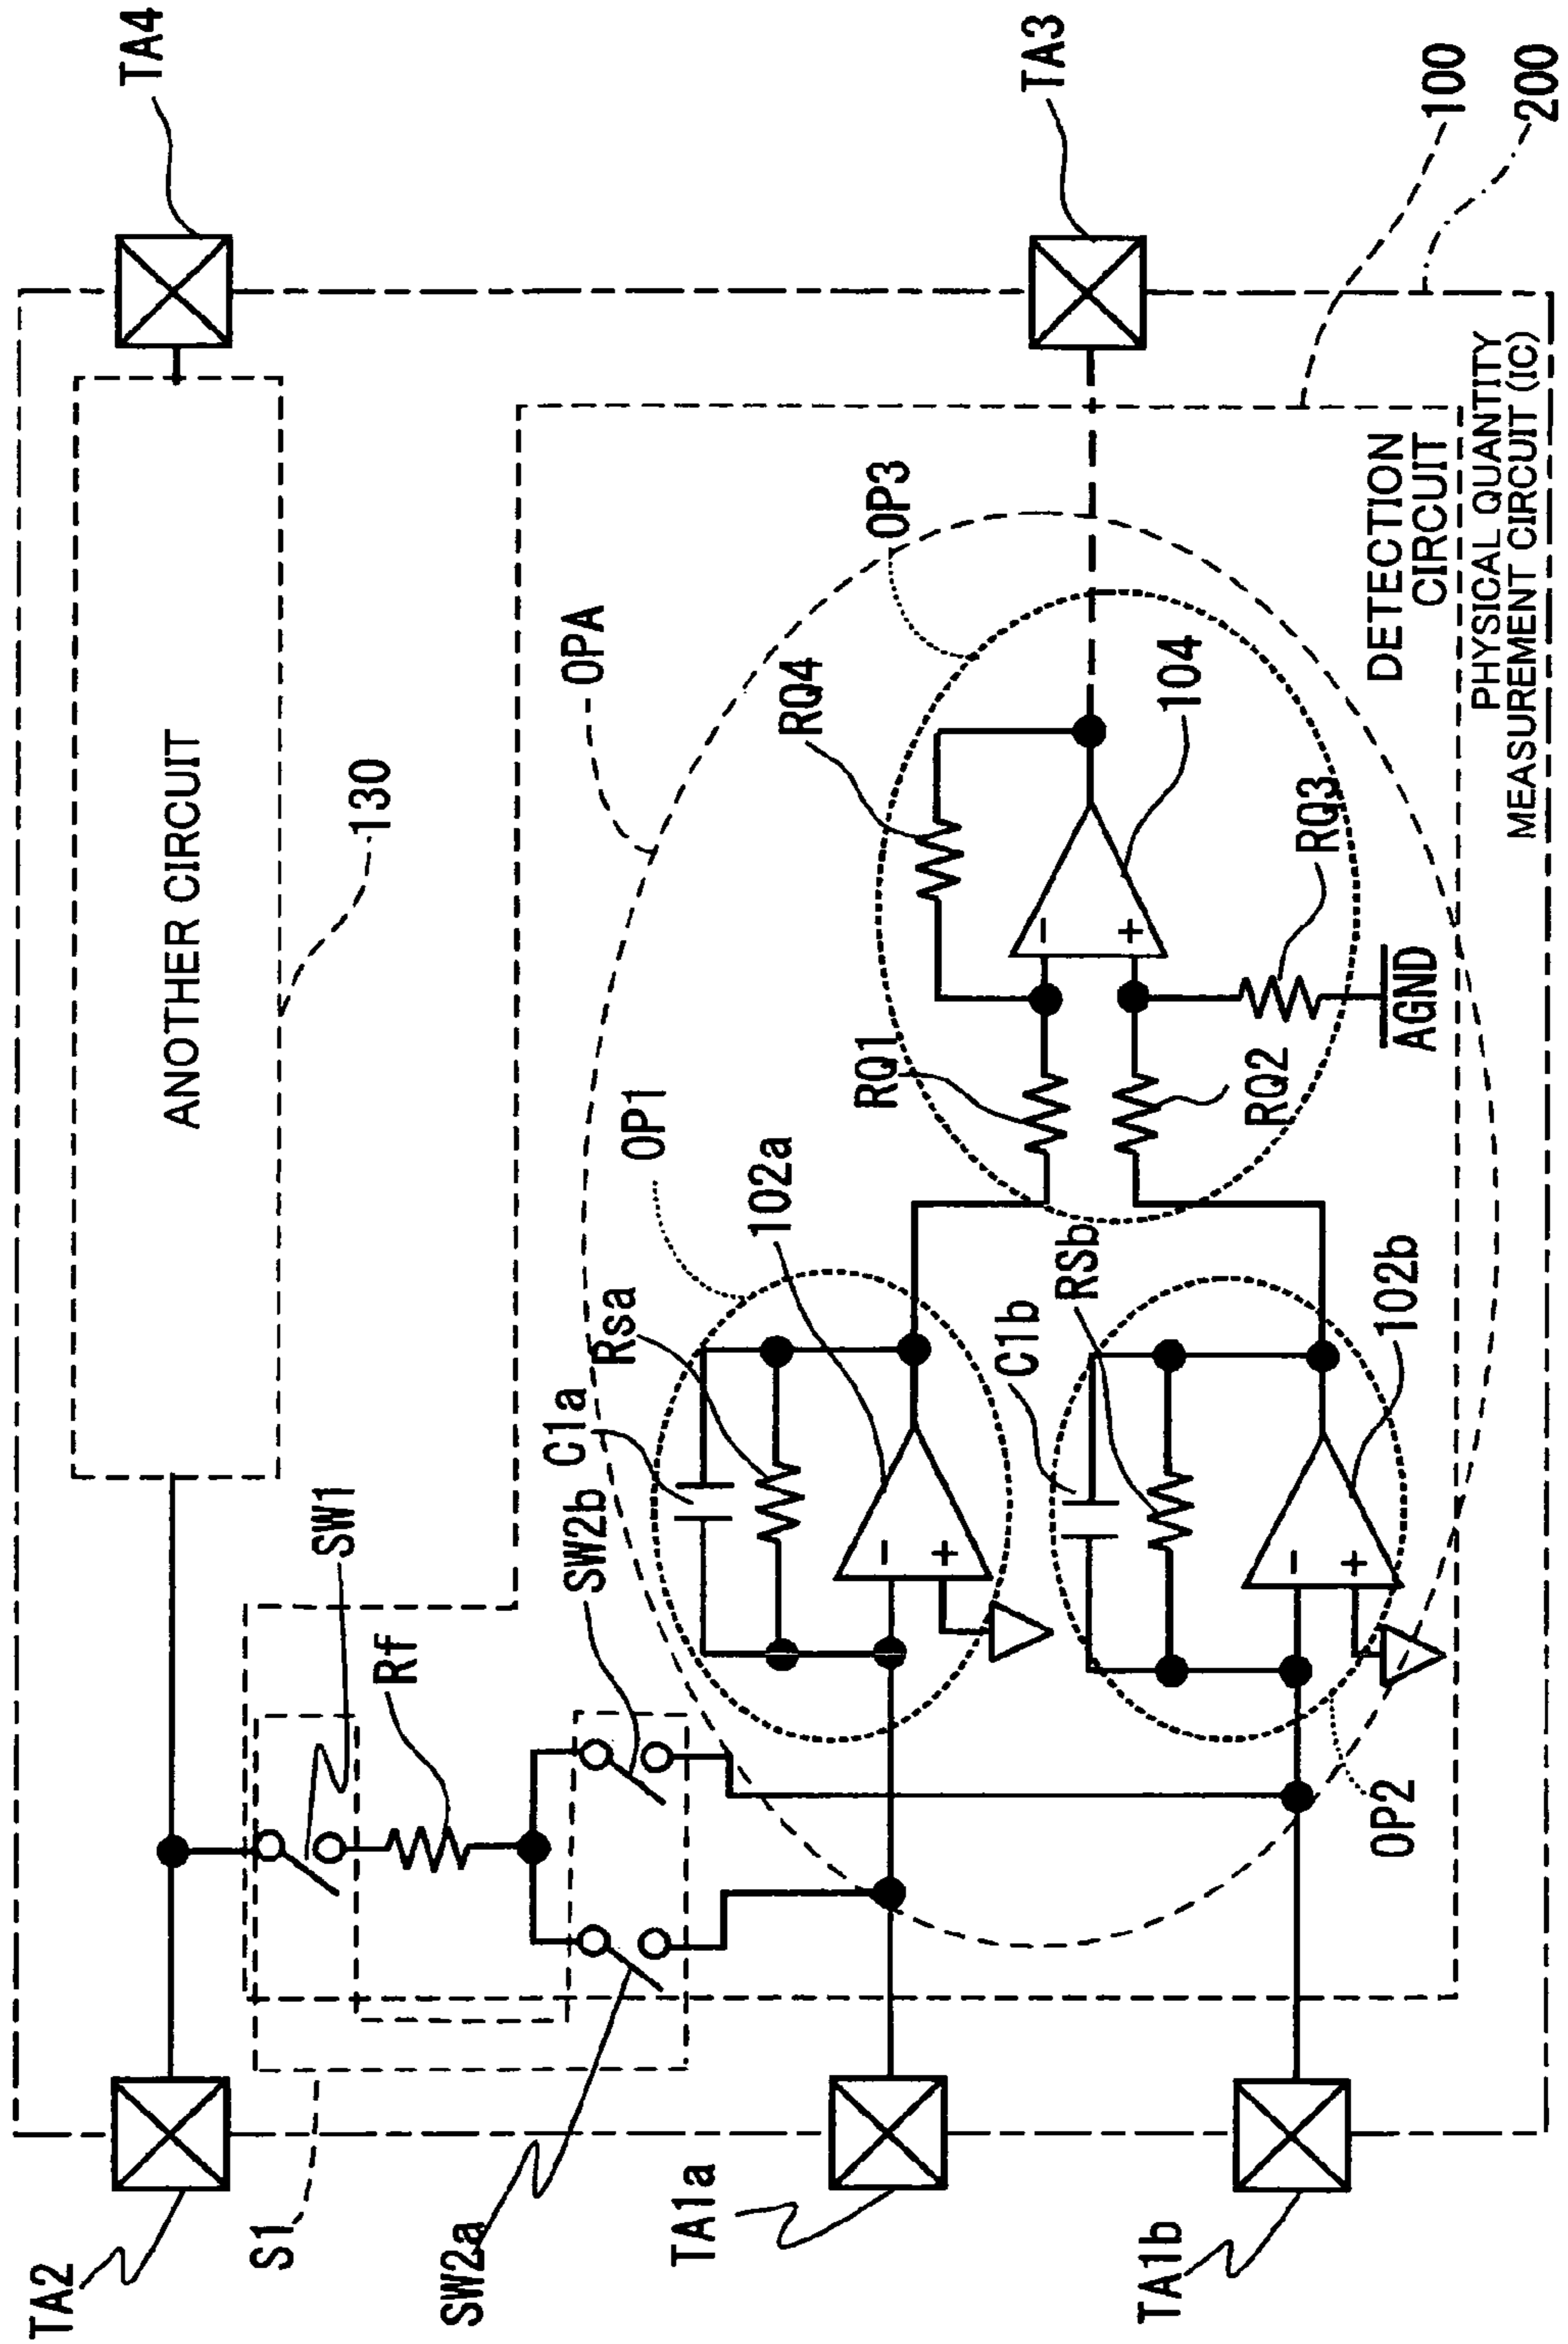 TA4
TA3
100
200
ANOTHER CIRCUIT
130
OPA
OP3
RQ4
104
RQ3
DETECTION
CIRCUIT
PHYSICAL QUANTITY
MEASUREMENT CIRCUIT (IC)
RQ1
RQ2
AGND
OP1
102a
Rsa
C1a
C1b
RSb
102b
SW1
Rf
SW2b
-
+
-
+
-
+
OP2
TA2
S1
SW2a
TA1a
TA1b